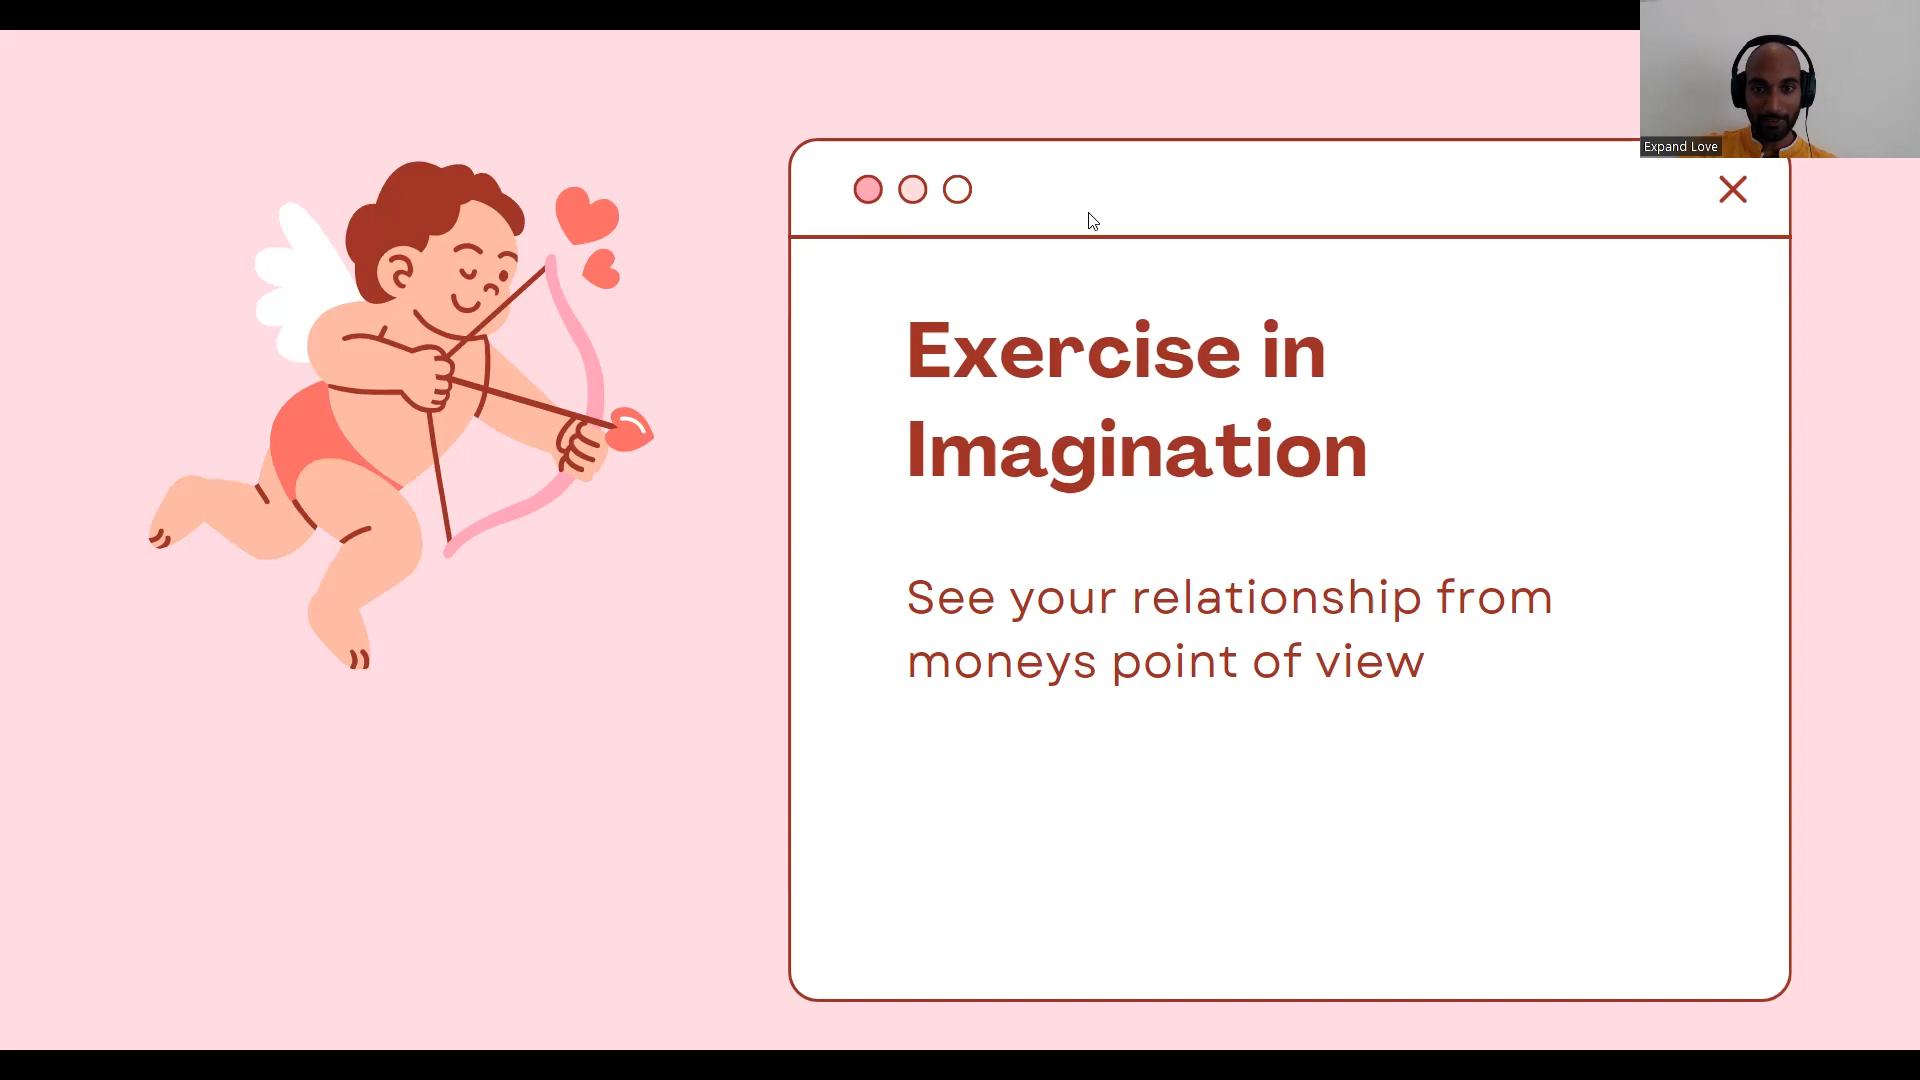 Expand Love
Exercise in
Imagination
See your relationship from
moneys point of view